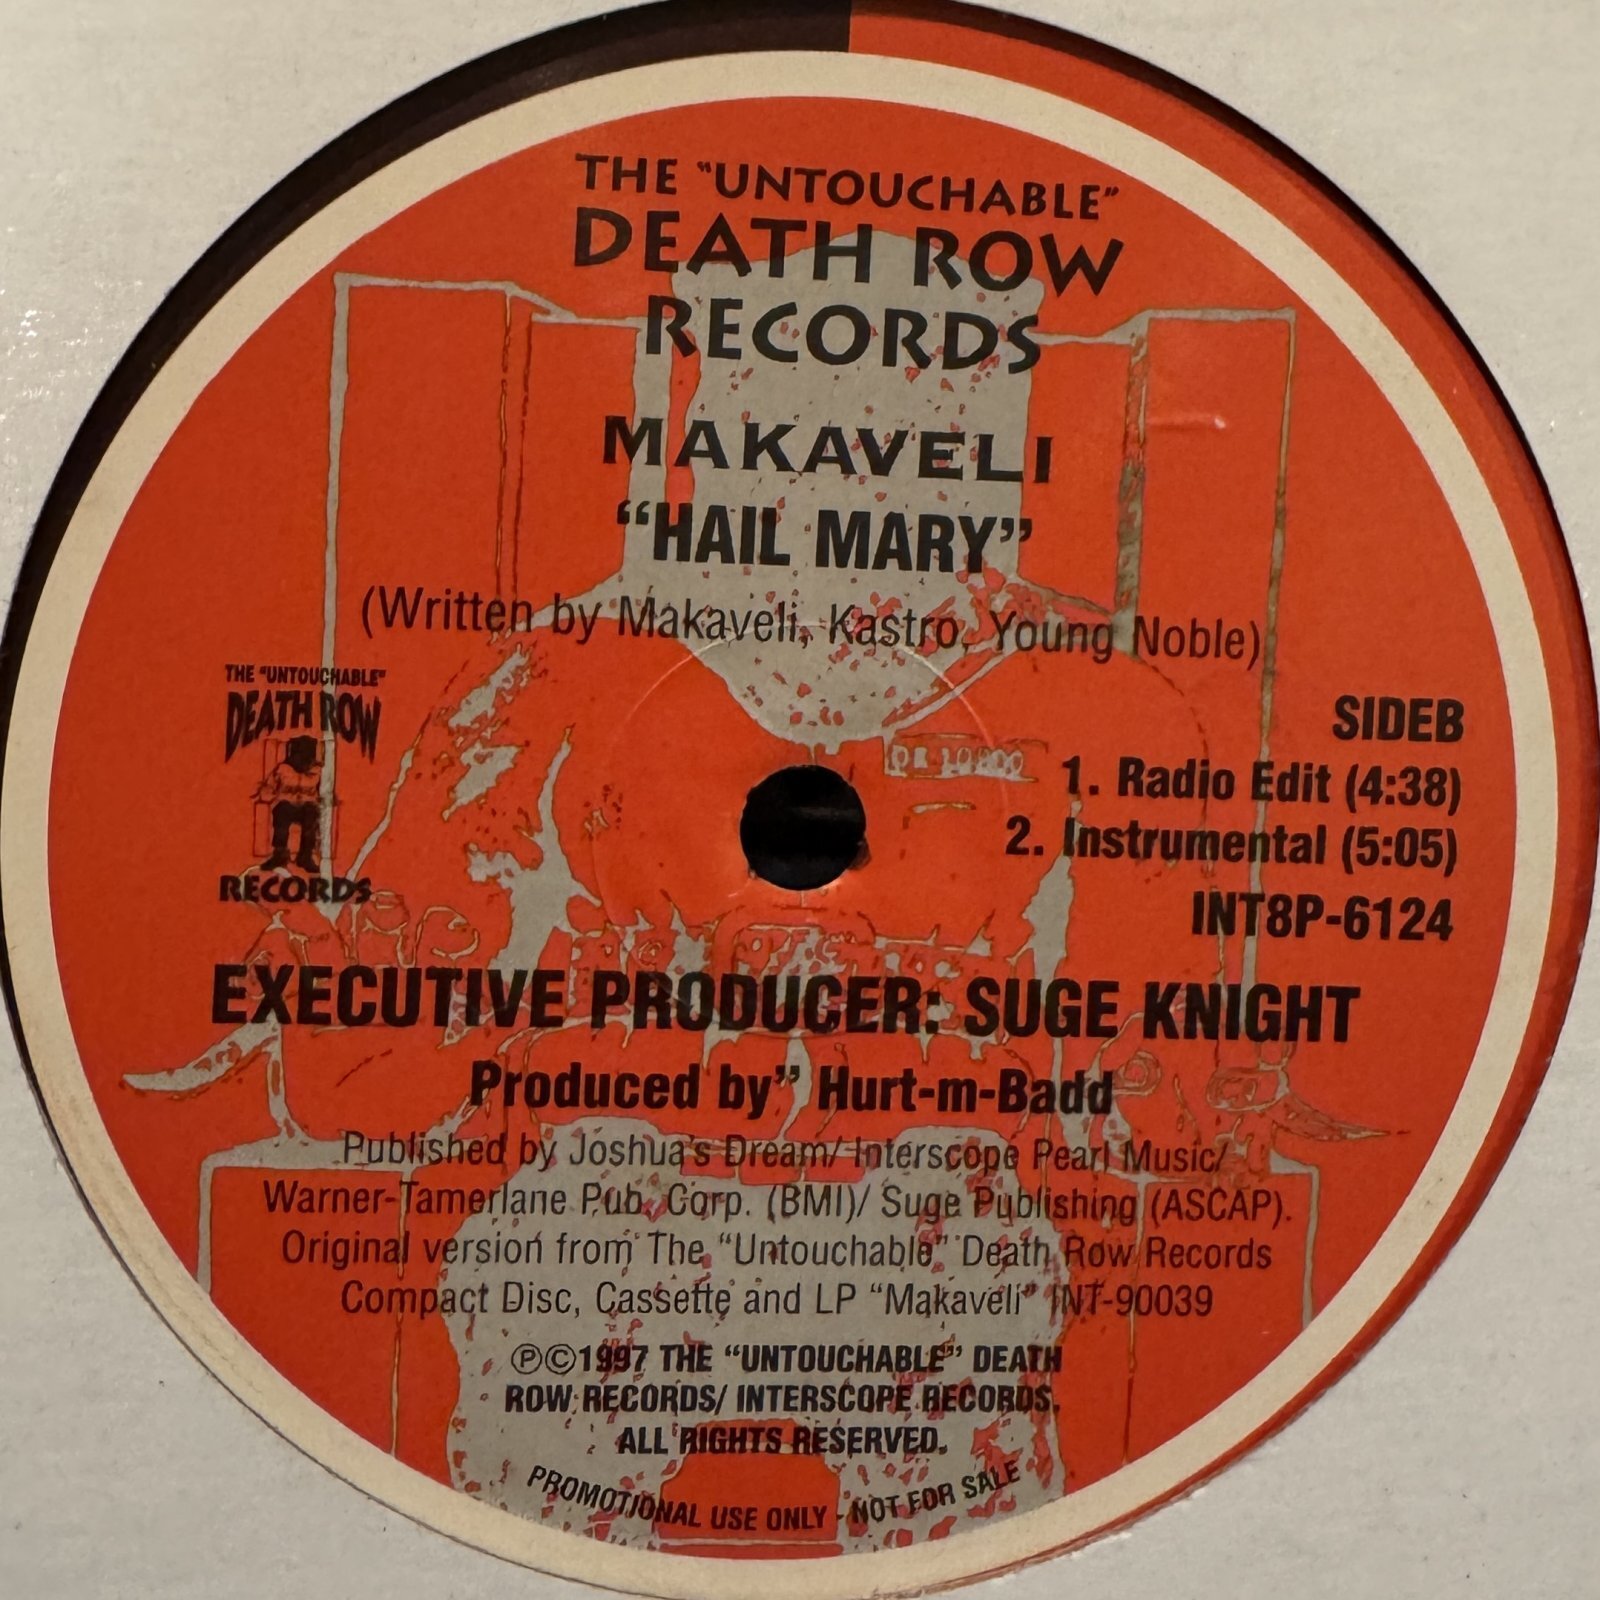 THE "UNTOUCHABLE"
DEATH ROW
RECORDS
MAKAVELI
“HAIL MARY”
(Written by Makaveli, Kastro, Young Noble)
THE "UNTOUCHABLE"
DEATH ROW
RECORDS
SIDEB
1. Radio Edit (4:38)
2. Instrumental (5:05)
INT8P-6124
EXECUTIVE PRODUCER: SUGE KNIGHT
Produced by” Hurt-m-Badd
Published by Joshua's Dream/ Interscope Pearl Music/
Warner-Tamerlane Pub. Corp. (BMI)/ Suge Publishing (ASCAP).
Original version from The “Untouchable” Death Row Records
Compact Disc, Cassette and LP “Makaveli” INT-90039
℗©1997 THE “UNTOUCHABLE” DEATH
ROW RECORDS/ INTERSCOPE RECORDS.
ALL RIGHTS RESERVED.
PROMOTIONAL USE ONLY - NOT FOR SALE